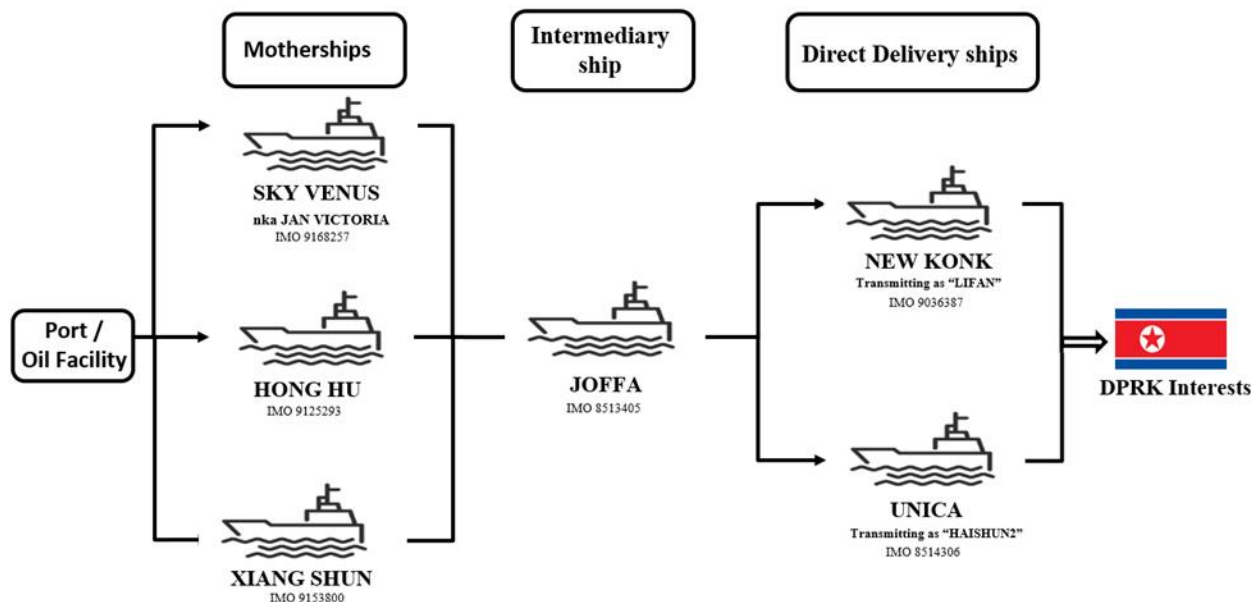 Motherships
Intermediary
ship
Direct Delivery ships
Port /
Oil Facility
SKY VENUS
nka JAN VICTORIA
IMO 9168257
HONG HU
IMO 9125293
XIANG SHUN
IMO 9153800
JOFFA
IMO 8513405
NEW KONK
Transmitting as “LIFAN”
IMO 9036387
UNICA
Transmitting as “HAISHUN2”
IMO 8514306
DPRK Interests